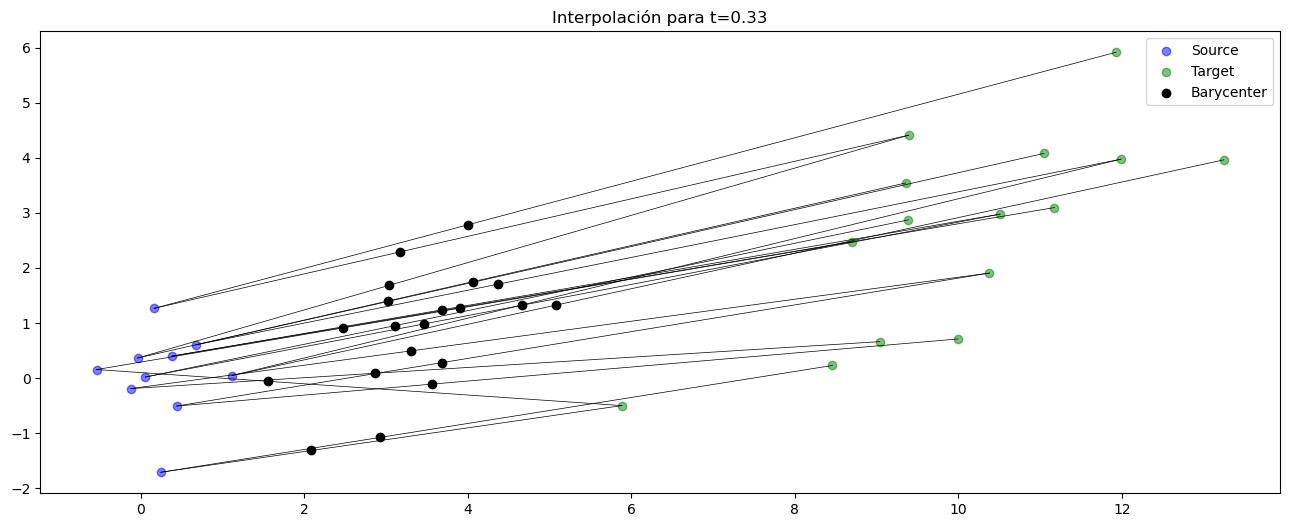 Interpolación para t=0.33
Source
Target
Barycenter
6
5
4
3
2
1
0
−1
−2
0 2 4 6 8 10 12